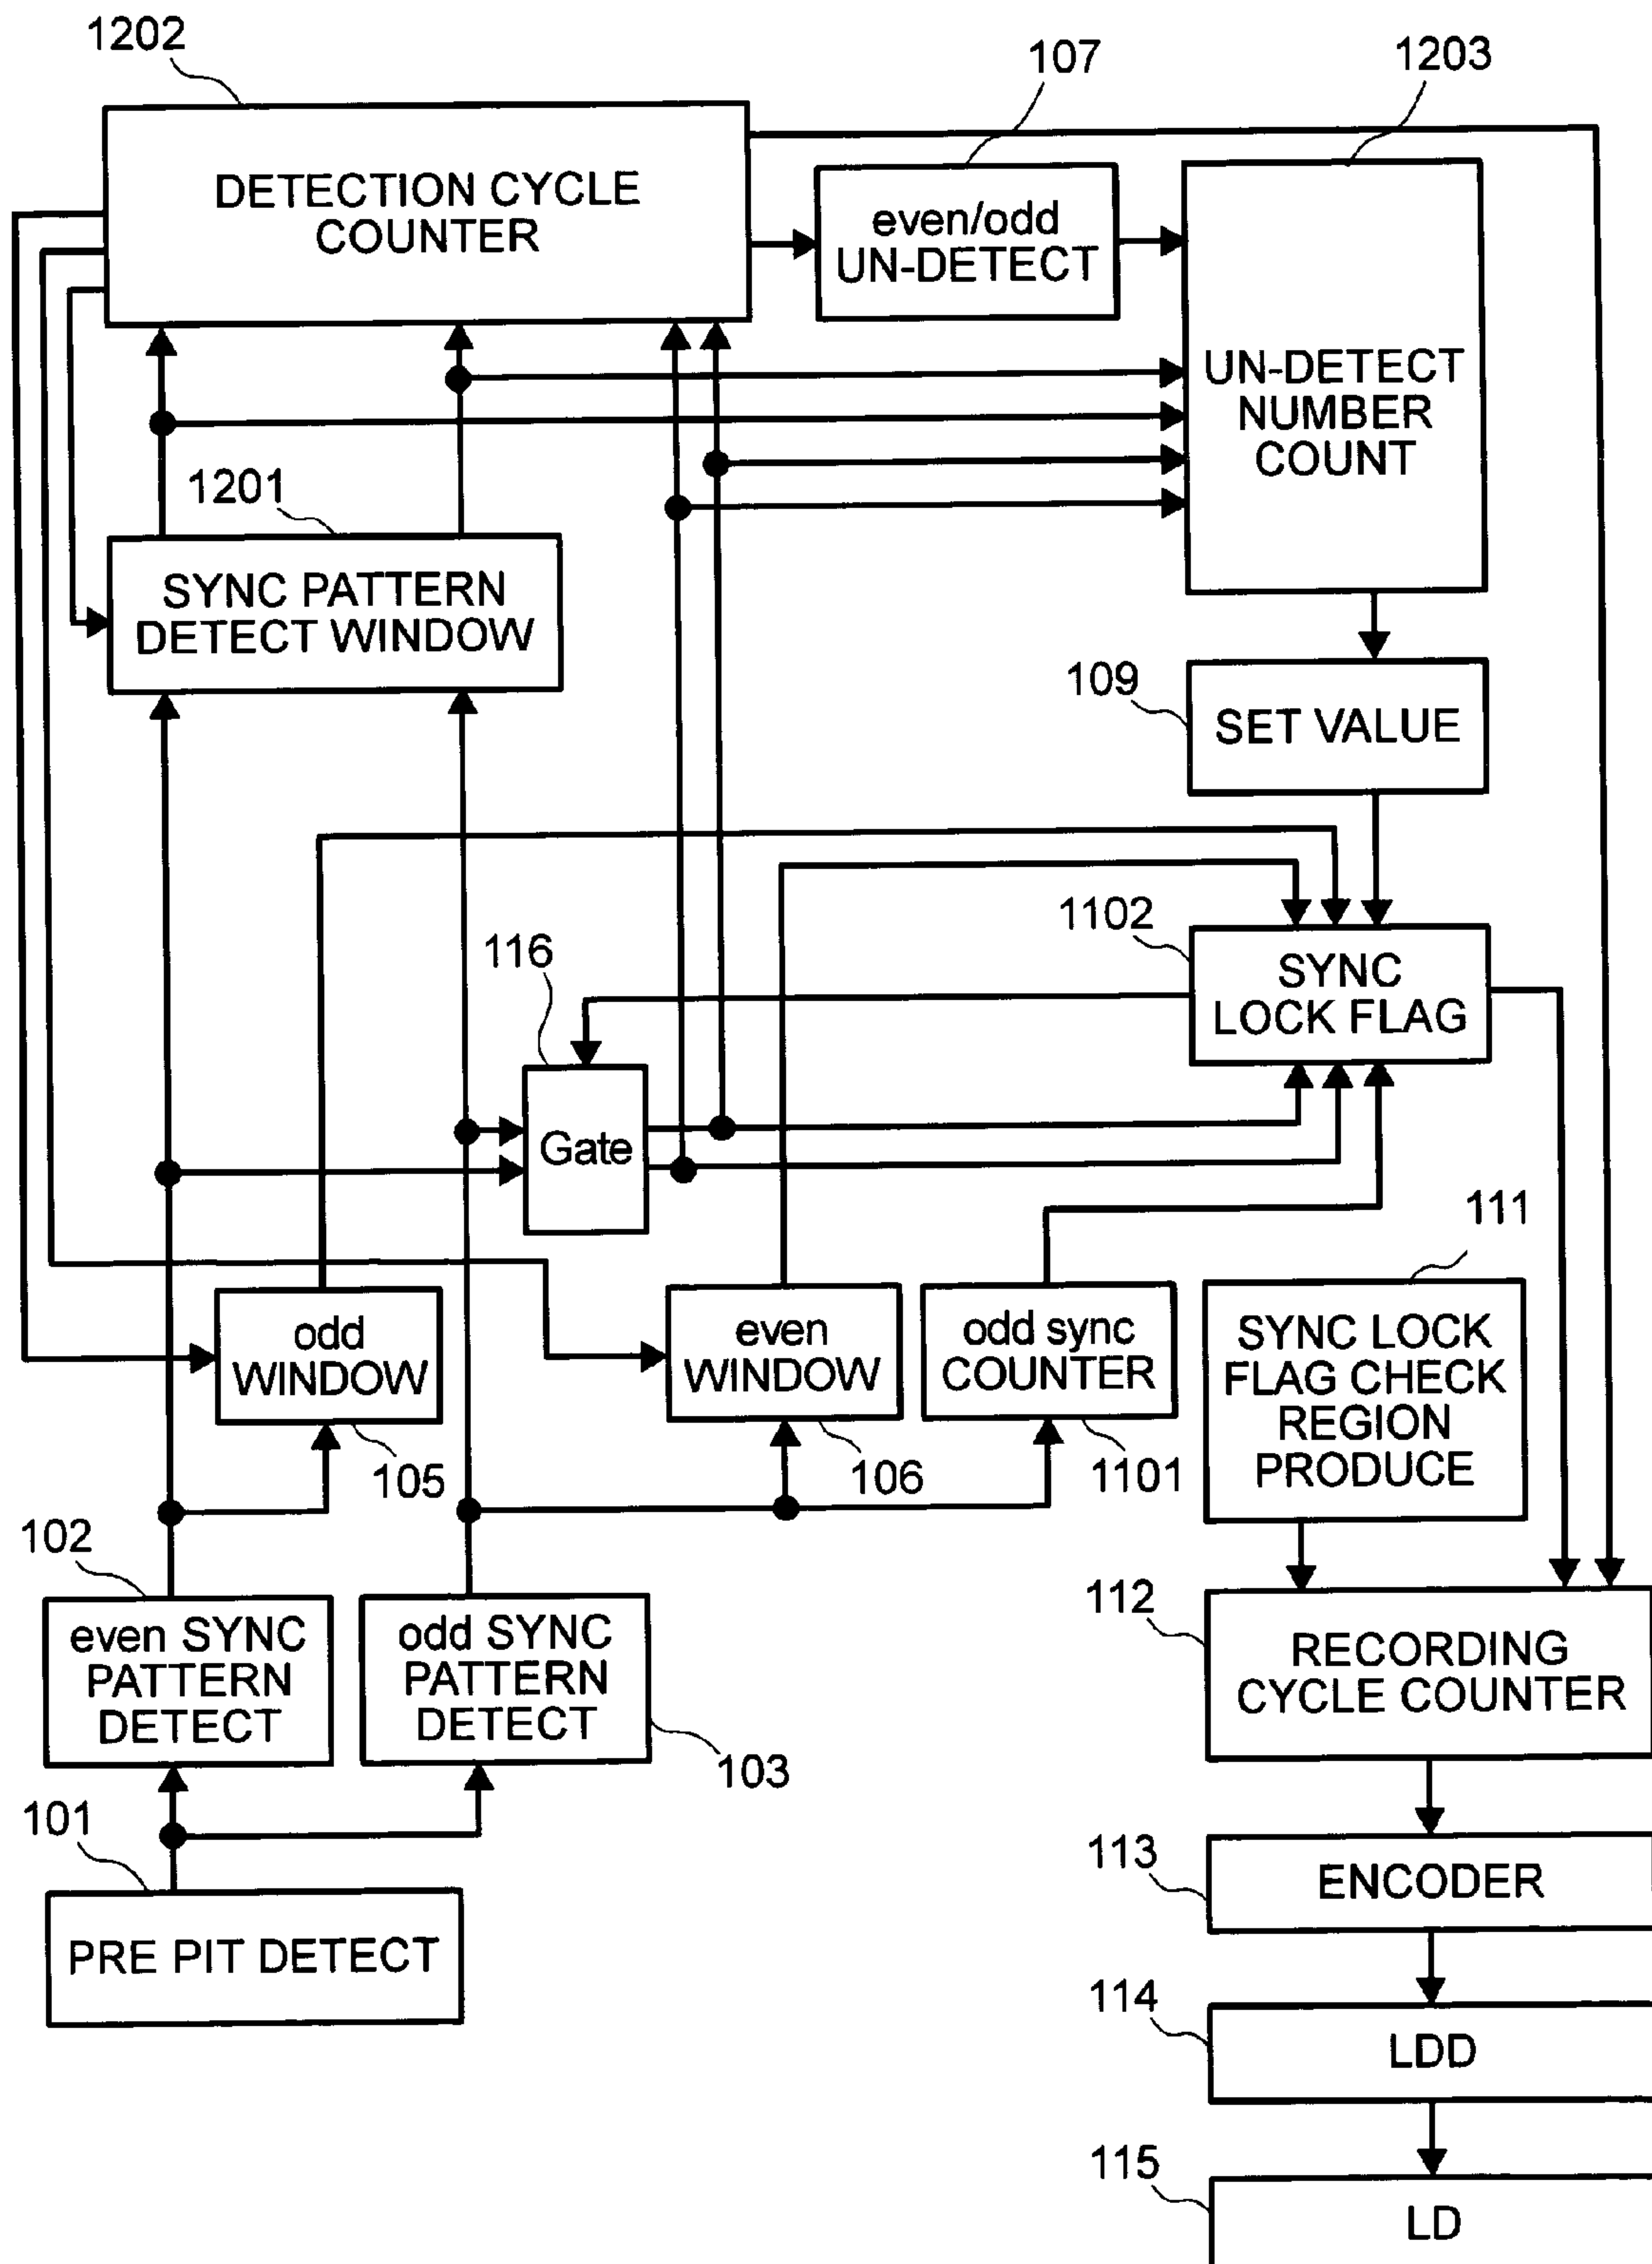 1202
107
1203
DETECTION CYCLE
COUNTER
even/odd
UN-DETECT
UN-DETECT
NUMBER
COUNT
1201
SYNC PATTERN
DETECT WINDOW
109
SET VALUE
1102
SYNC
LOCK FLAG
116
Gate
111
odd
WINDOW
105
even
WINDOW
106
odd sync
COUNTER
1101
SYNC LOCK
FLAG CHECK
REGION
PRODUCE
102
even SYNC
PATTERN
DETECT
odd SYNC
PATTERN
DETECT
103
112
RECORDING
CYCLE COUNTER
101
PRE PIT DETECT
113
ENCODER
114
LDD
115
LD